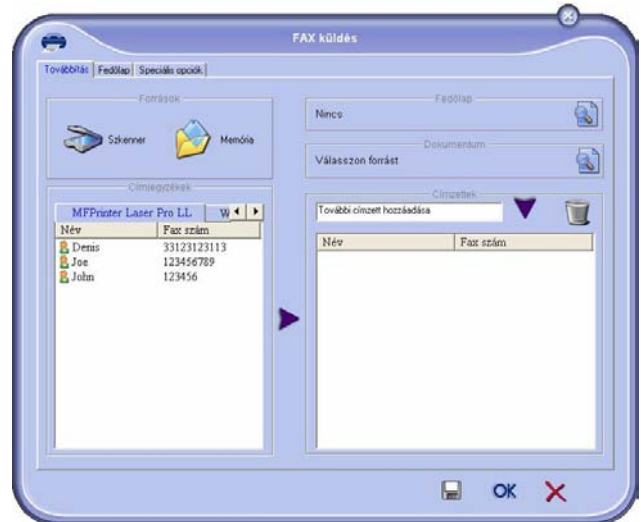 FAX küldés
Továbbítás Fedőlap Speciális opciók
Források
Szkenner Memória
Címjegyzékek
MFPrinter Laser Pro LL W
Név Fax szám
Denis 33123123113
Joe 123456789
John 123456
Fedőlap
Nincs
Dokumentum
Válasszon forrást
Címzettek
További címzett hozzáadása
Név Fax szám
OK